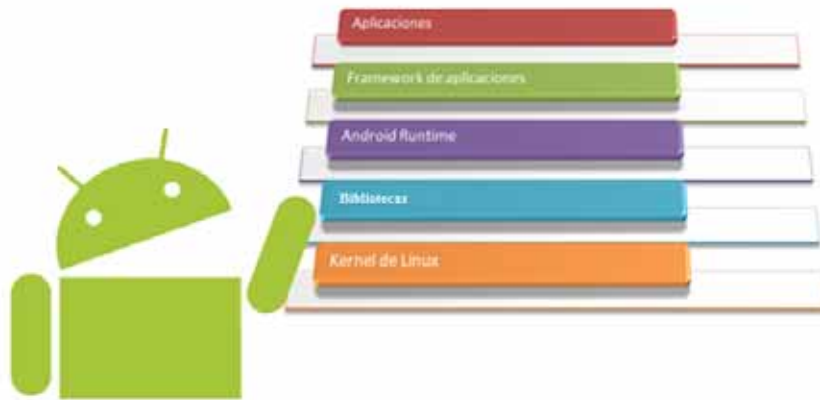 Aplicaciones
Framework de aplicaciones
Android Runtime
Bibliotecas
Kernel de Linux